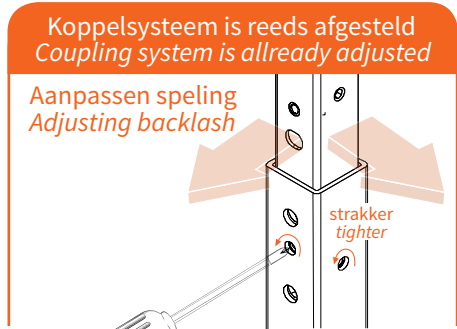 Koppelsysteem is reeds afgesteld
Coupling system is allready adjusted
Aanpassen speling
Adjusting backlash
strakker
tighter